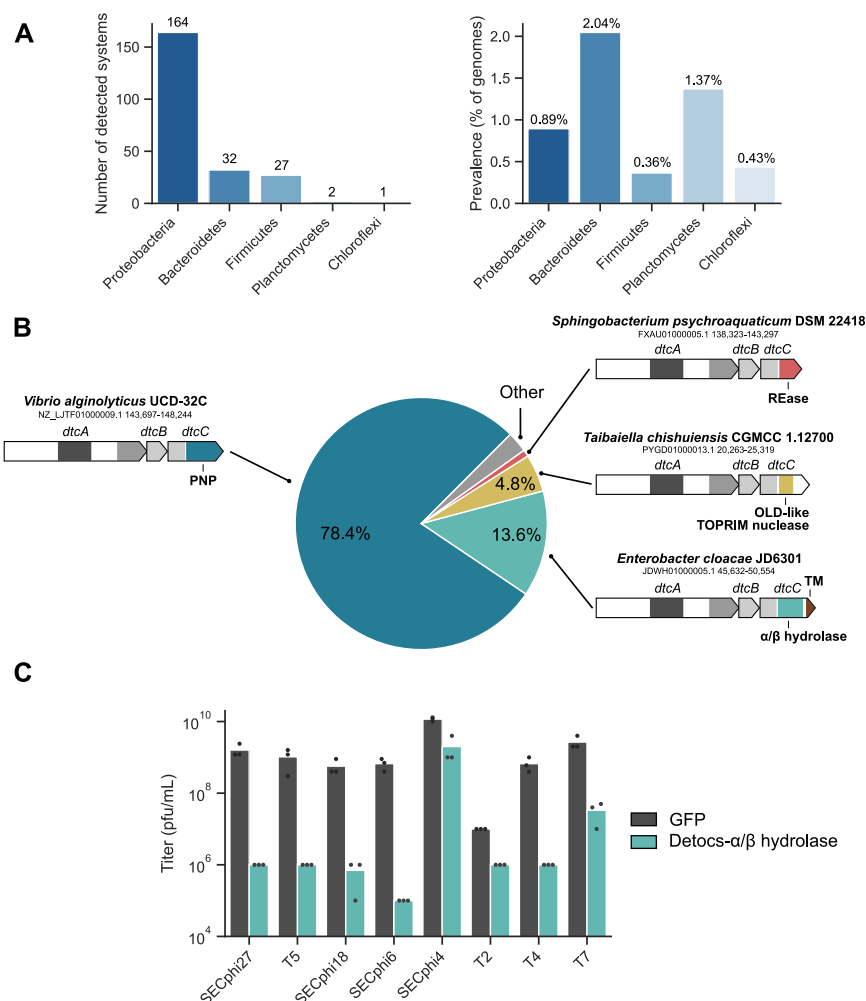 A
Number of detected systems
150
100
50
0
164
32
27
2
1
Proteobacteria
Bacteroidetes
Firmicutes
Planctomycetes
Chloroflexi
Prevalence (% of genomes)
2.0
1.5
1.0
0.5
0.0
0.89%
2.04%
0.36%
1.37%
0.43%
Proteobacteria
Bacteroidetes
Firmicutes
Planctomycetes
Chloroflexi
B
Vibrio alginolyticus UCD-32C
NZ_LJTF01000009.1 143,697-148,244
dtcA
dtcB
dtcC
PNP
78.4%
Other
4.8%
13.6%
Sphingobacterium psychroaquaticum DSM 22418
FXAU01000005.1 138,323-143,297
dtcA
dtcB
dtcC
REase
Taibaiella chishuiensis CGMCC 1.12700
PYGD01000013.1 20,263-25,319
dtcA
dtcB
dtcC
OLD-like
TOPRIM nuclease
Enterobacter cloacae JD6301
JDWH01000005.1 45,632-50,554
TM
dtcA
dtcB
dtcC
α/β hydrolase
C
Titer (pfu/mL)
10^10
10^8
10^6
10^4
SECphi27
T5
SECphi18
SECphi6
SECphi4
T2
T4
T7
GFP
Detocs-α/β hydrolase